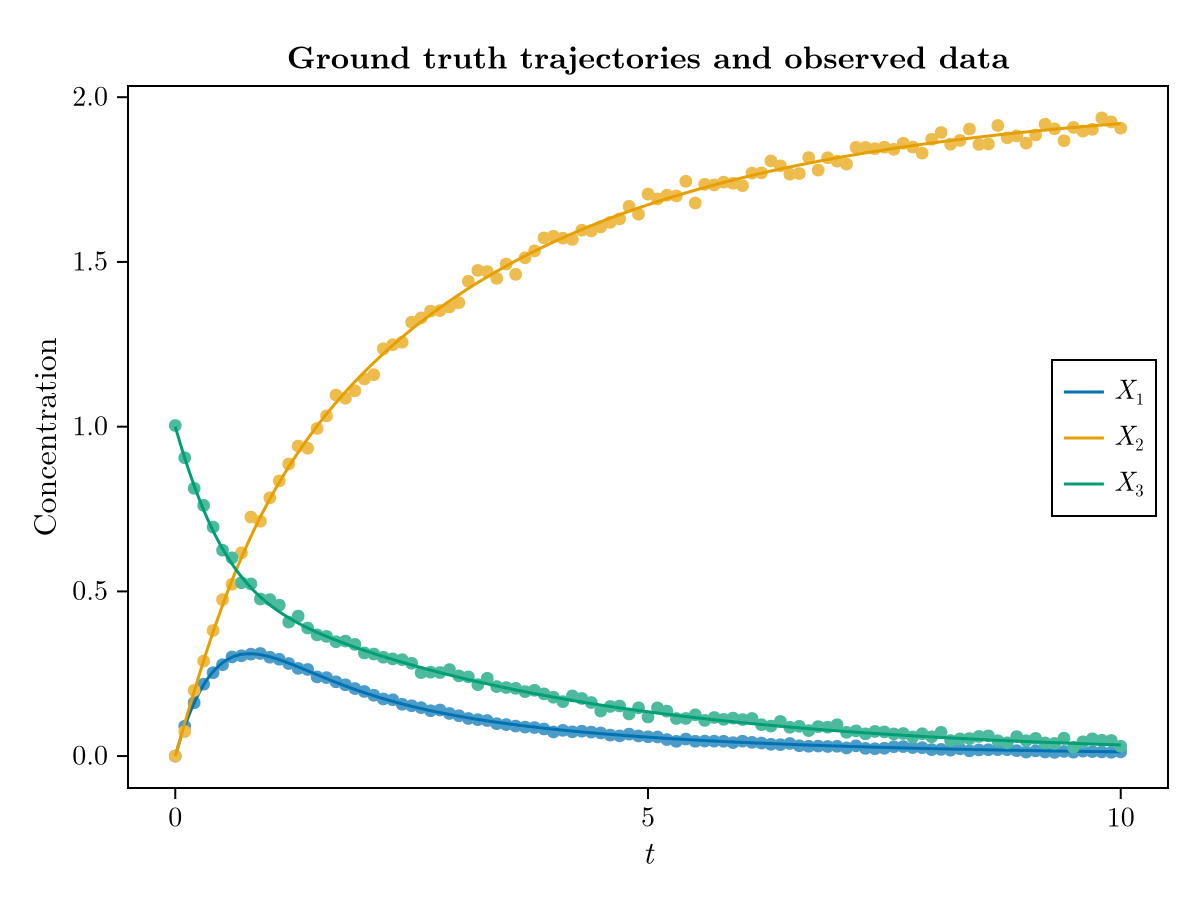 Ground truth trajectories and observed data
Concentration
2.0
1.5
1.0
0.5
0.0
X₁
X₂
X₃
0 5 10
t